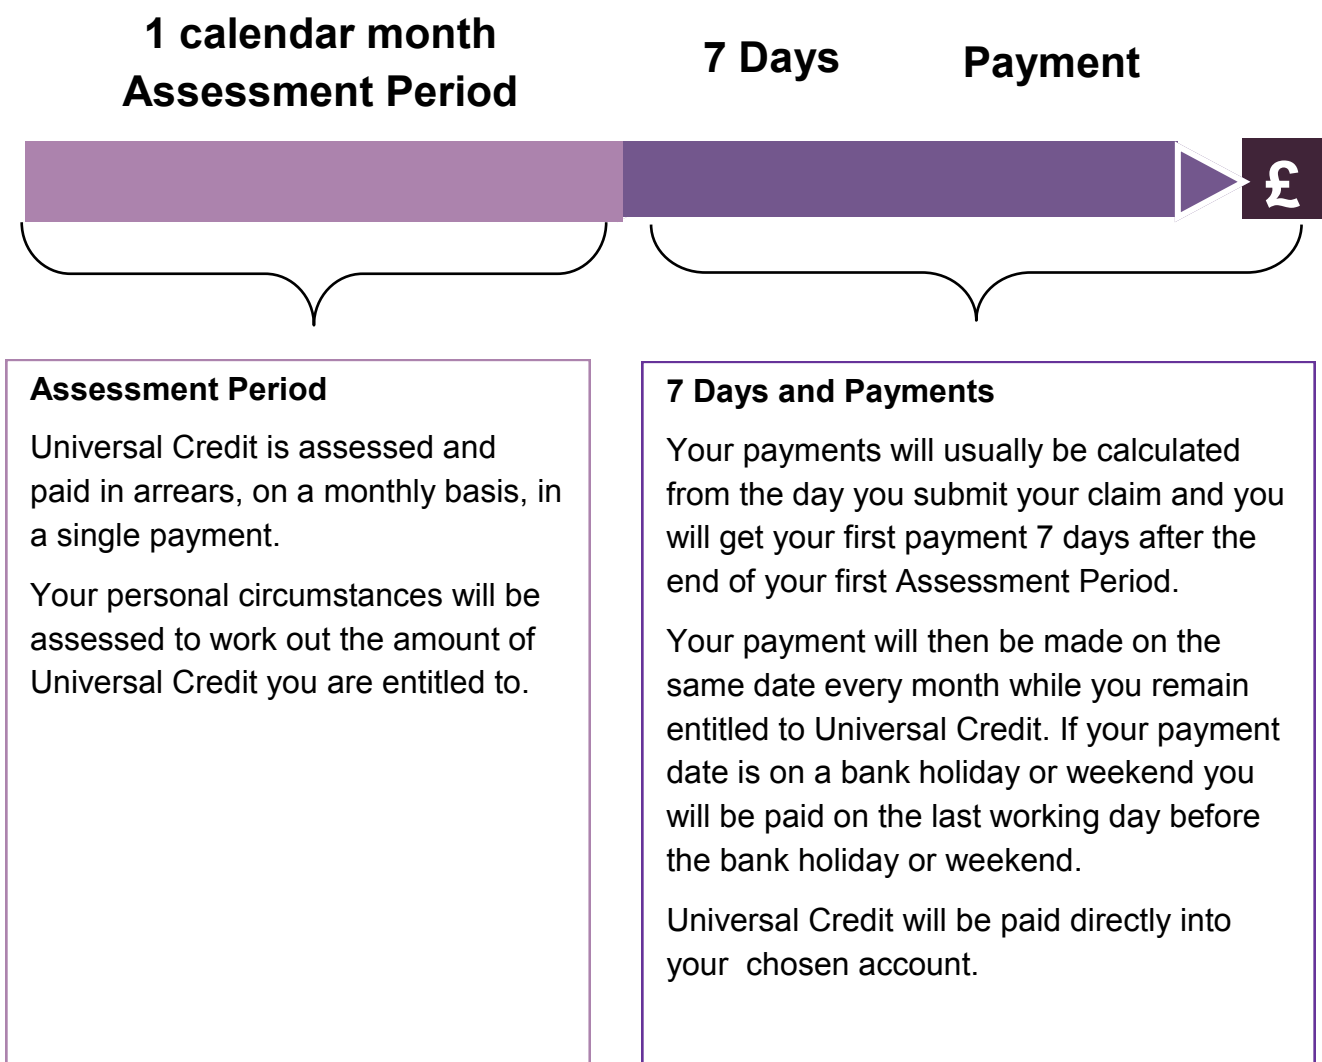 1 calendar month
Assessment Period
7 Days
Payment
£
Assessment Period
Universal Credit is assessed and
paid in arrears, on a monthly basis, in
a single payment.
Your personal circumstances will be
assessed to work out the amount of
Universal Credit you are entitled to.
7 Days and Payments
Your payments will usually be calculated
from the day you submit your claim and you
will get your first payment 7 days after the
end of your first Assessment Period.
Your payment will then be made on the
same date every month while you remain
entitled to Universal Credit. If your payment
date is on a bank holiday or weekend you
will be paid on the last working day before
the bank holiday or weekend.
Universal Credit will be paid directly into
your  chosen account.